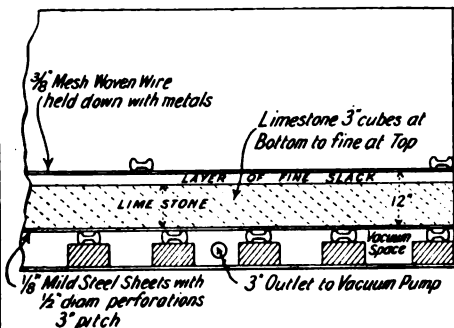 3/8" Mesh Woven Wire
held down with metals
Limestone 3" cubes at
Bottom to fine at Top
LAYER OF FINE SLACK
LIME STONE
12"
Vacuum
Space
1/8" Mild Steel Sheets with
1/2" diam perforations
3" pitch
3" Outlet to Vacuum Pump